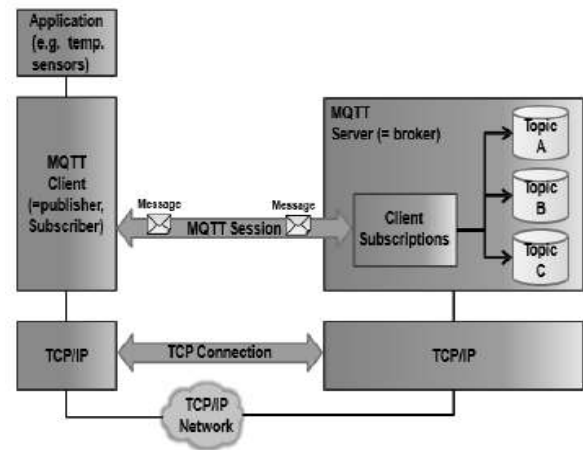 Application
(e.g. temp.
sensors)
MQTT
Client
(=publisher,
Subscriber)
Message
Message
MQTT Session
MQTT
Server (= broker)
Client
Subscriptions
Topic
A
Topic
B
Topic
C
TCP/IP
TCP Connection
TCP/IP
TCP/IP
Network